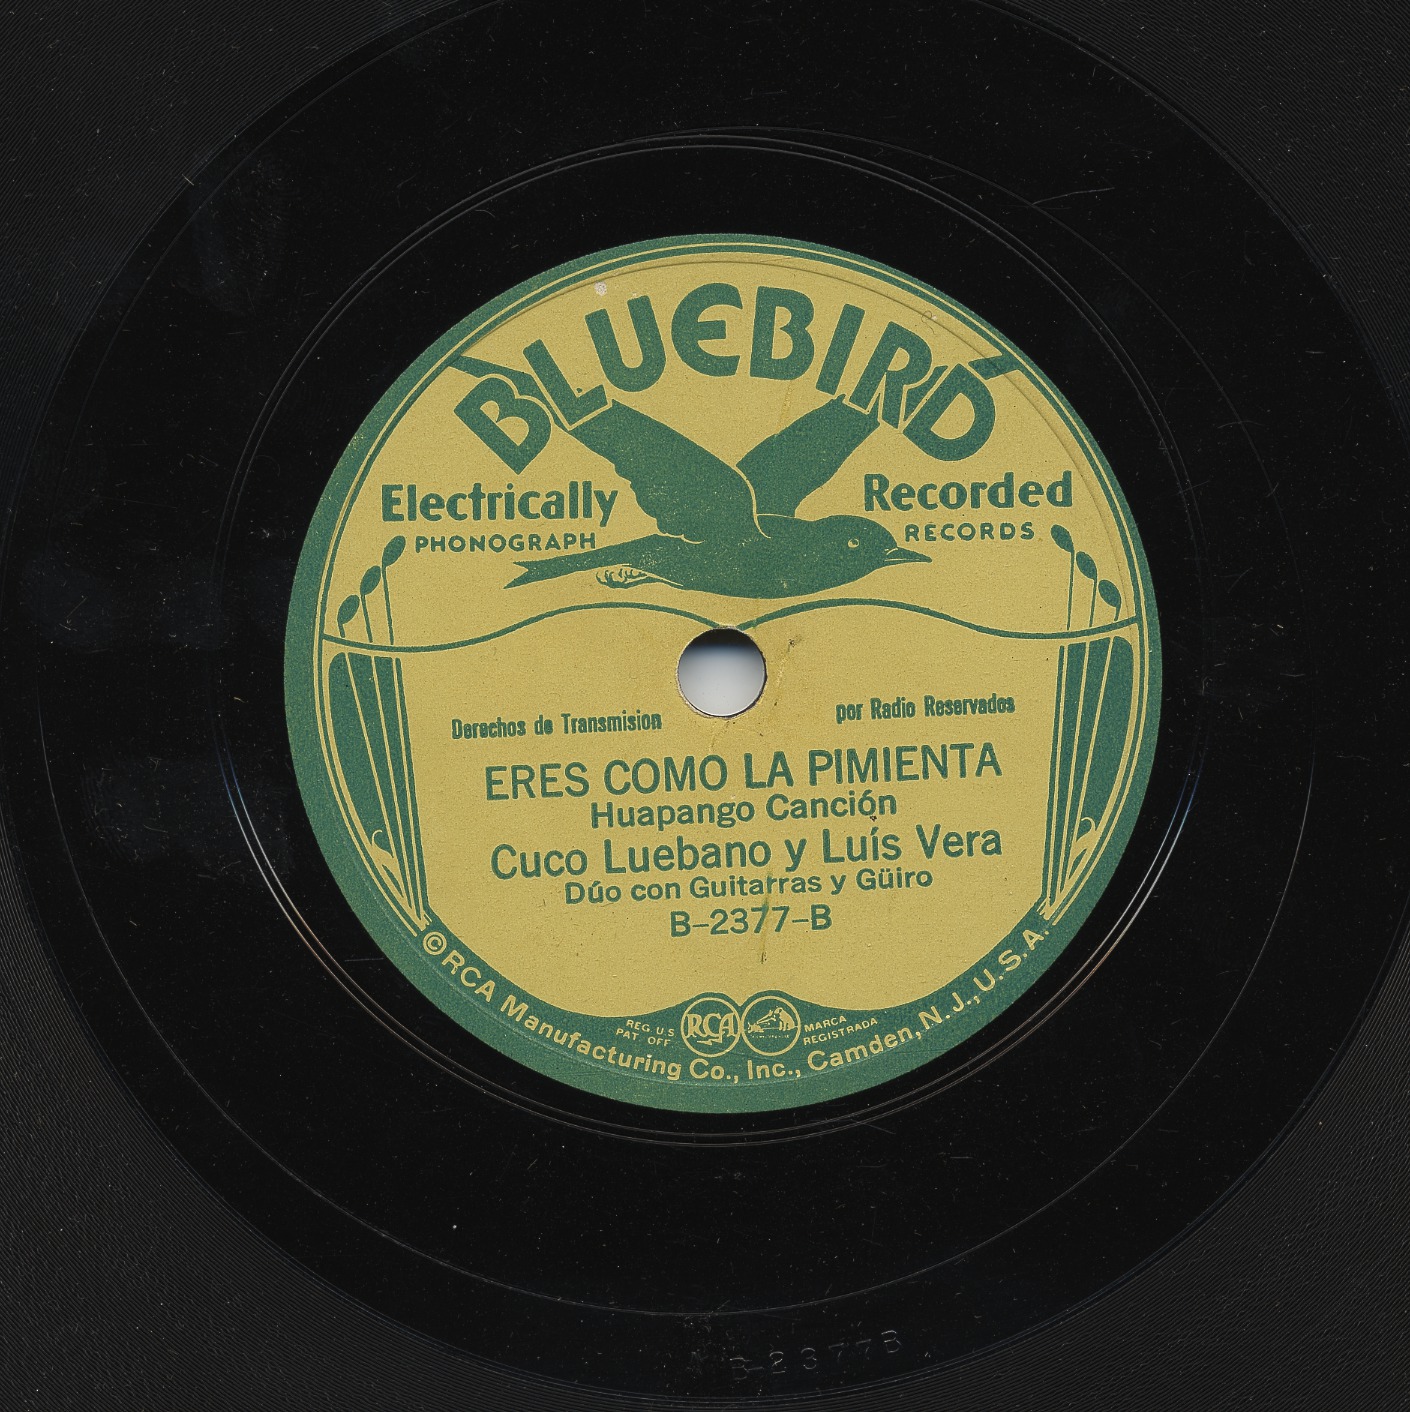 BLUEBIRD
Electrically Recorded
PHONOGRAPH RECORDS
Derechos de Transmision por Radio Reservados
ERES COMO LA PIMIENTA
Huapango Canción
Cuco Luebano y Luís Vera
Dúo con Guitarras y Güiro
B-2377-B
REG. U.S. PAT. OFF.
RCA
MARCA REGISTRADA
©RCA Manufacturing Co., Inc., Camden, N. J., U.S.A.
B-2377B